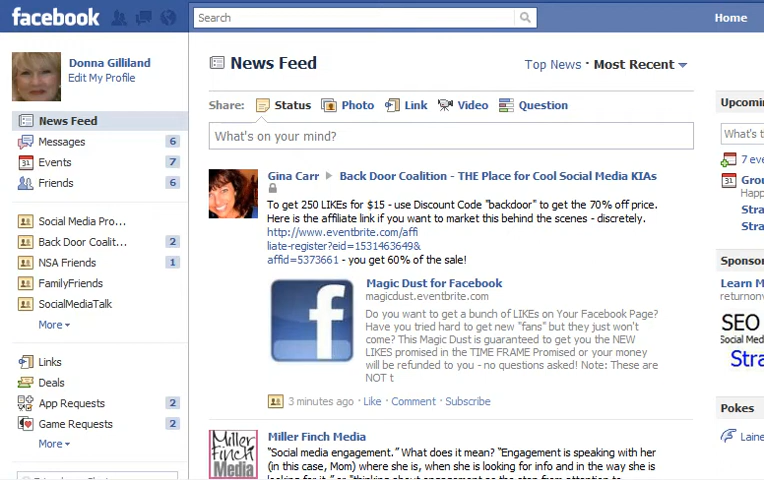 facebook
Search
Home
Donna Gilliland
Edit My Profile
News Feed
Messages 6
Events 7
Friends 6
Social Media Pro...
Back Door Coalit... 2
NSA Friends 1
FamilyFriends
SocialMediaTalk
More
Links
Deals
App Requests 2
Game Requests 2
More
News Feed
Top News · Most Recent
Share: Status Photo Link Video Question
What's on your mind?
Gina Carr Back Door Coalition - THE Place for Cool Social Media KIAs
To get 250 LIKEs for $15 - use Discount Code "backdoor" to get the 70% off price.
Here is the affiliate link if you want to market this behind the scenes - discretely.
http://www.eventbrite.com/affi
liate-register?eid=1531463649&
affid=5373661 - you get 60% of the sale!
f
Magic Dust for Facebook
magicdust.eventbrite.com
Do you want to get a bunch of LIKEs on Your Facebook Page?
Have you tried hard to get new "fans" but they just won't
come? This Magic Dust is guaranteed to get you the NEW
LIKES promised in the TIME FRAME Promised or your money
will be refunded to you - no questions asked! Note: These are
NOT t
3 minutes ago · Like · Comment · Subscribe
Miller
Finch
Media
Miller Finch Media
"Social media engagement." What does it mean? "Engagement is speaking with her
(in this case, Mom) where she is, when she is looking for info and in the way she is
Upcomin
What's t
31
7 eve
Grou
Happ
Stra
Stra
Sponso
Learn M
returnonv
SEO
Social Med
Strat
Pokes
Laine